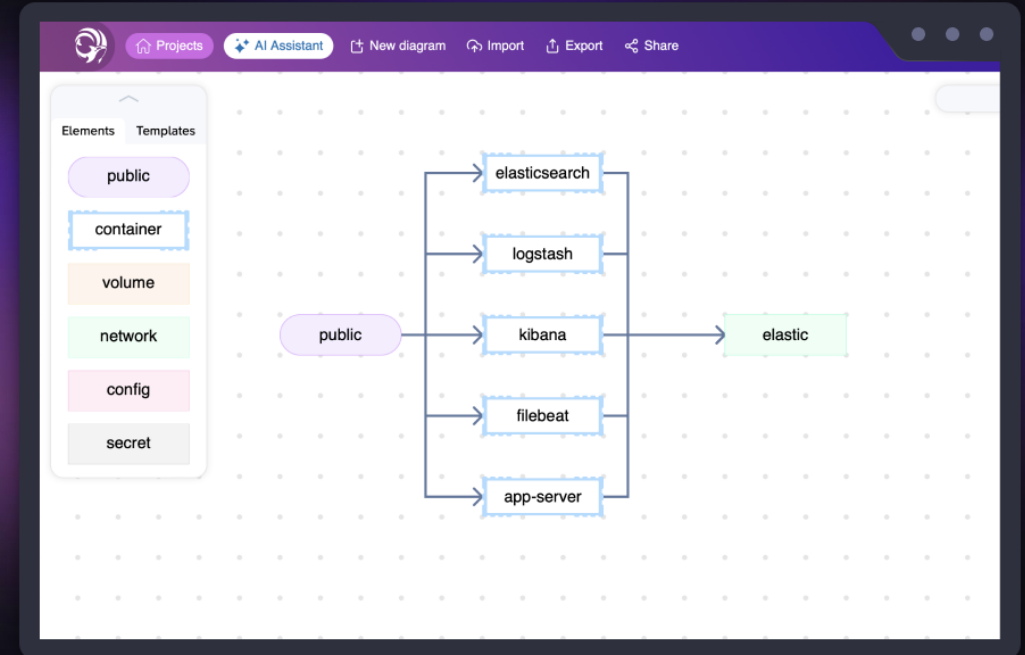 Projects
AI Assistant
New diagram
Import
Export
Share
Elements
Templates
public
container
volume
network
config
secret
public
elasticsearch
logstash
kibana
filebeat
app-server
elastic